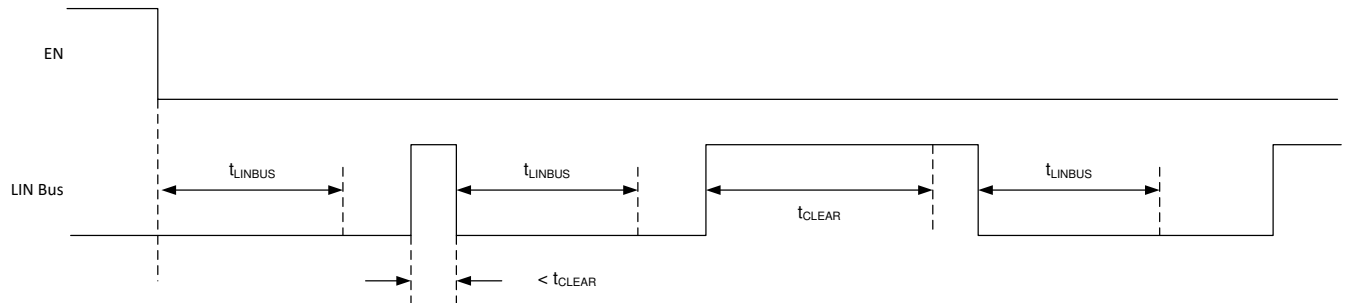 EN
LIN Bus
tLINBUS
tLINBUS
tCLEAR
tLINBUS
< tCLEAR